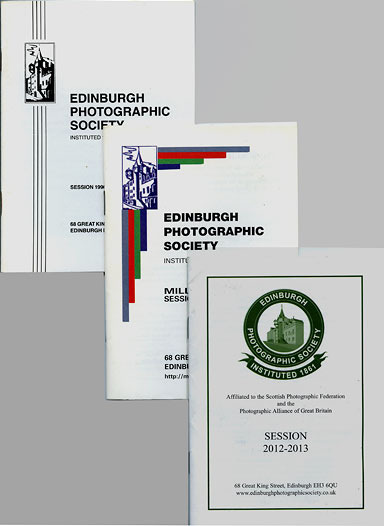 EDINBURGH
PHOTOGRAPHIC
SOCIETY
INSTITUTED
SESSION 199
68 GREAT KIN
EDINBURGH
EDINBURGH
PHOTOGRAPHIC
SOCIETY
INSTITU
MILL
SESSION
68 GRE
EDINBU
http://m
EDINBURGH
PHOTOGRAPHIC SOCIETY
INSTITUTED 1861
Affiliated to the Scottish Photographic Federation
and the
Photographic Alliance of Great Britain
SESSION
2012-2013
68 Great King Street, Edinburgh EH3 6QU
www.edinburghphotographicsociety.co.uk